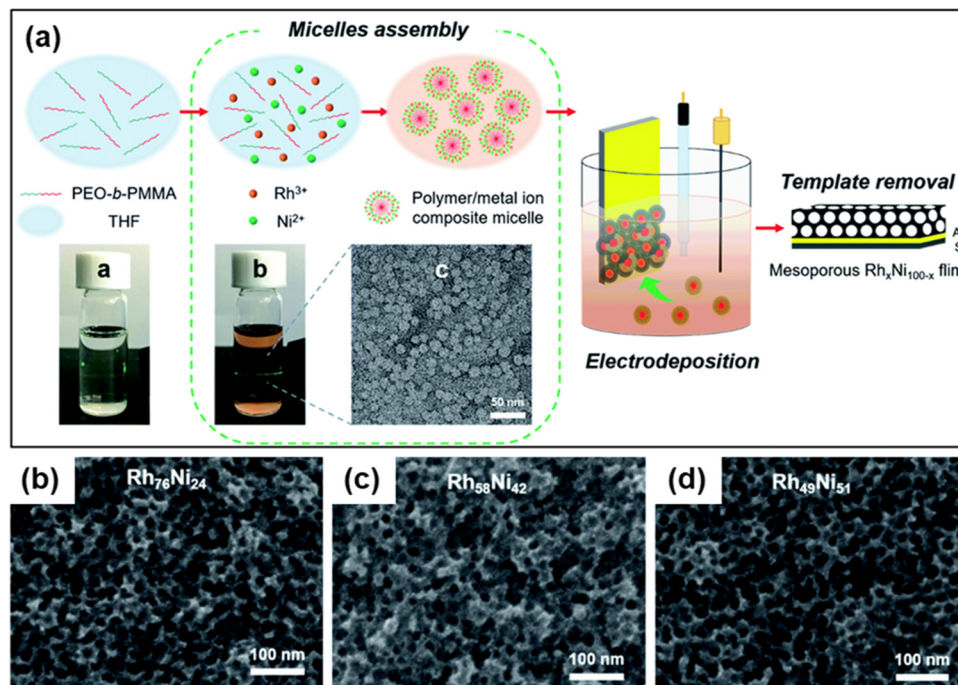 (a)
Micelles assembly
PEO-b-PMMA
THF
Rh³⁺
Ni²⁺
Polymer/metal ion
composite micelle
a
b
c
50 nm
Electrodeposition
Template removal
A
S
Mesoporous RhₓNi₁₀₀₋ₓ flim
(b)
Rh₇₆Ni₂₄
100 nm
(c)
Rh₅₈Ni₄₂
100 nm
(d)
Rh₄₉Ni₅₁
100 nm